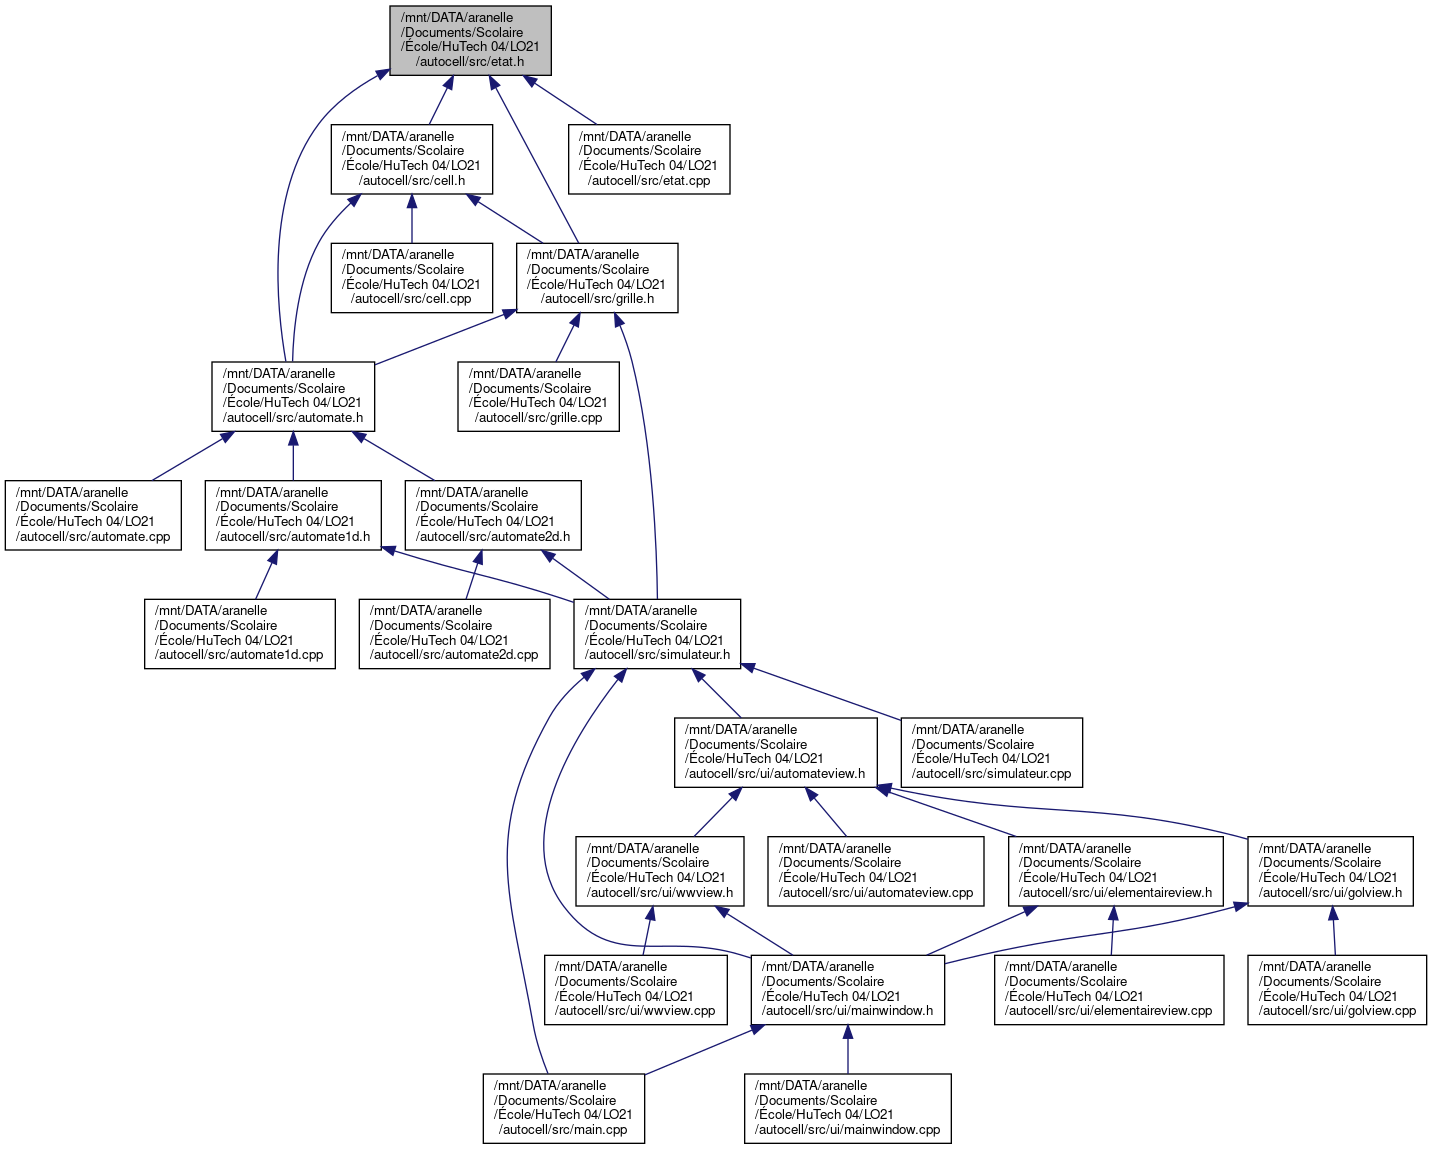 /mnt/DATA/aranelle
/Documents/Scolaire
/École/HuTech 04/LO21
/autocell/src/etat.h
/mnt/DATA/aranelle
/Documents/Scolaire
/École/HuTech 04/LO21
/autocell/src/cell.h
/mnt/DATA/aranelle
/Documents/Scolaire
/École/HuTech 04/LO21
/autocell/src/etat.cpp
/mnt/DATA/aranelle
/Documents/Scolaire
/École/HuTech 04/LO21
/autocell/src/cell.cpp
/mnt/DATA/aranelle
/Documents/Scolaire
/École/HuTech 04/LO21
/autocell/src/grille.h
/mnt/DATA/aranelle
/Documents/Scolaire
/École/HuTech 04/LO21
/autocell/src/automate.h
/mnt/DATA/aranelle
/Documents/Scolaire
/École/HuTech 04/LO21
/autocell/src/grille.cpp
/mnt/DATA/aranelle
/Documents/Scolaire
/École/HuTech 04/LO21
/autocell/src/automate.cpp
/mnt/DATA/aranelle
/Documents/Scolaire
/École/HuTech 04/LO21
/autocell/src/automate1d.h
/mnt/DATA/aranelle
/Documents/Scolaire
/École/HuTech 04/LO21
/autocell/src/automate2d.h
/mnt/DATA/aranelle
/Documents/Scolaire
/École/HuTech 04/LO21
/autocell/src/automate1d.cpp
/mnt/DATA/aranelle
/Documents/Scolaire
/École/HuTech 04/LO21
/autocell/src/automate2d.cpp
/mnt/DATA/aranelle
/Documents/Scolaire
/École/HuTech 04/LO21
/autocell/src/simulateur.h
/mnt/DATA/aranelle
/Documents/Scolaire
/École/HuTech 04/LO21
/autocell/src/ui/automateview.h
/mnt/DATA/aranelle
/Documents/Scolaire
/École/HuTech 04/LO21
/autocell/src/simulateur.cpp
/mnt/DATA/aranelle
/Documents/Scolaire
/École/HuTech 04/LO21
/autocell/src/ui/wwview.h
/mnt/DATA/aranelle
/Documents/Scolaire
/École/HuTech 04/LO21
/autocell/src/ui/automateview.cpp
/mnt/DATA/aranelle
/Documents/Scolaire
/École/HuTech 04/LO21
/autocell/src/ui/elementaireview.h
/mnt/DATA/aranelle
/Documents/Scolaire
/École/HuTech 04/LO21
/autocell/src/ui/golview.h
/mnt/DATA/aranelle
/Documents/Scolaire
/École/HuTech 04/LO21
/autocell/src/ui/wwview.cpp
/mnt/DATA/aranelle
/Documents/Scolaire
/École/HuTech 04/LO21
/autocell/src/ui/mainwindow.h
/mnt/DATA/aranelle
/Documents/Scolaire
/École/HuTech 04/LO21
/autocell/src/ui/elementaireview.cpp
/mnt/DATA/aranelle
/Documents/Scolaire
/École/HuTech 04/LO21
/autocell/src/ui/golview.cpp
/mnt/DATA/aranelle
/Documents/Scolaire
/École/HuTech 04/LO21
/autocell/src/main.cpp
/mnt/DATA/aranelle
/Documents/Scolaire
/École/HuTech 04/LO21
/autocell/src/ui/mainwindow.cpp